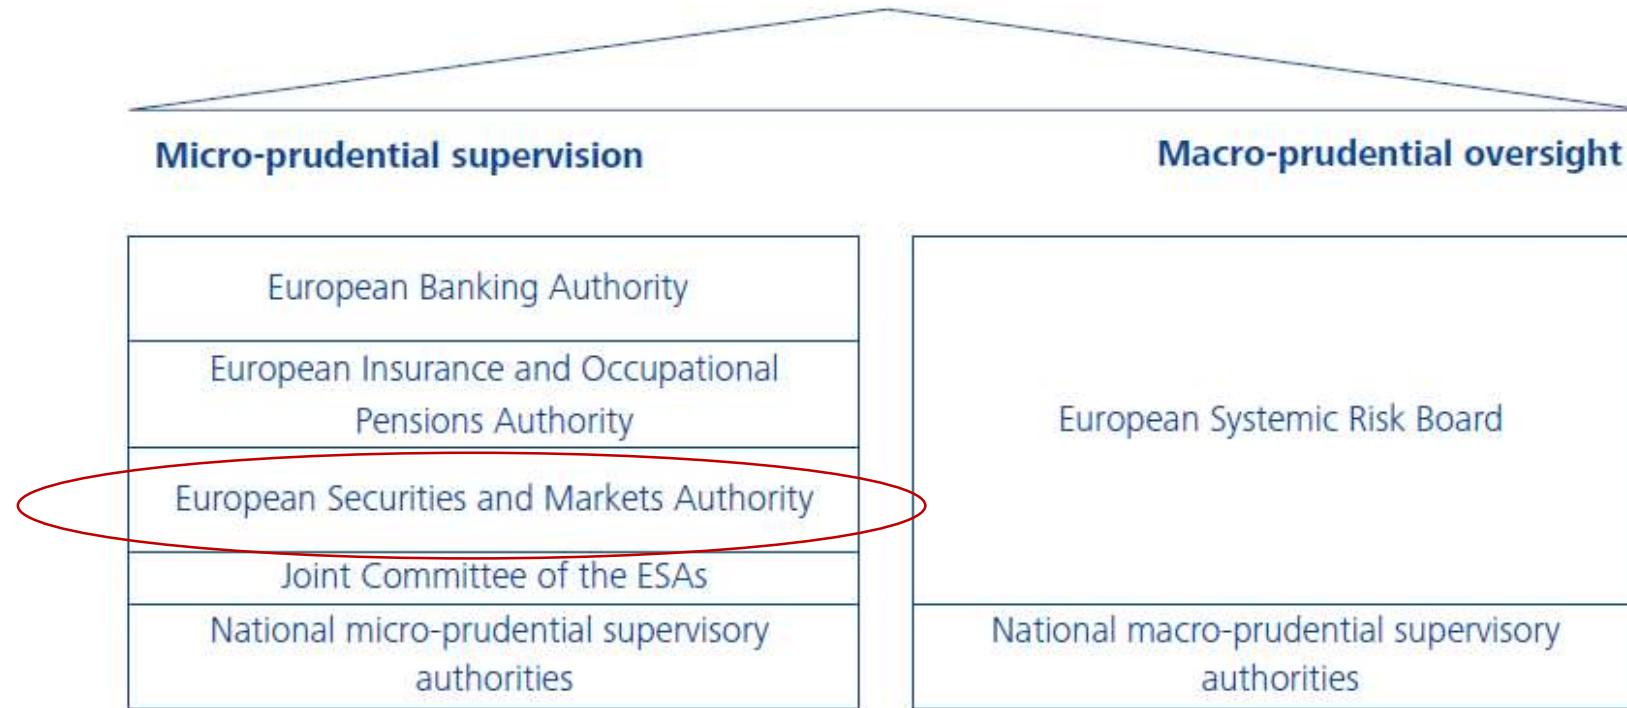 Micro-prudential supervision
Macro-prudential oversight
European Banking Authority
European Insurance and Occupational
Pensions Authority
European Securities and Markets Authority
Joint Committee of the ESAs
National micro-prudential supervisory
authorities
European Systemic Risk Board
National macro-prudential supervisory
authorities